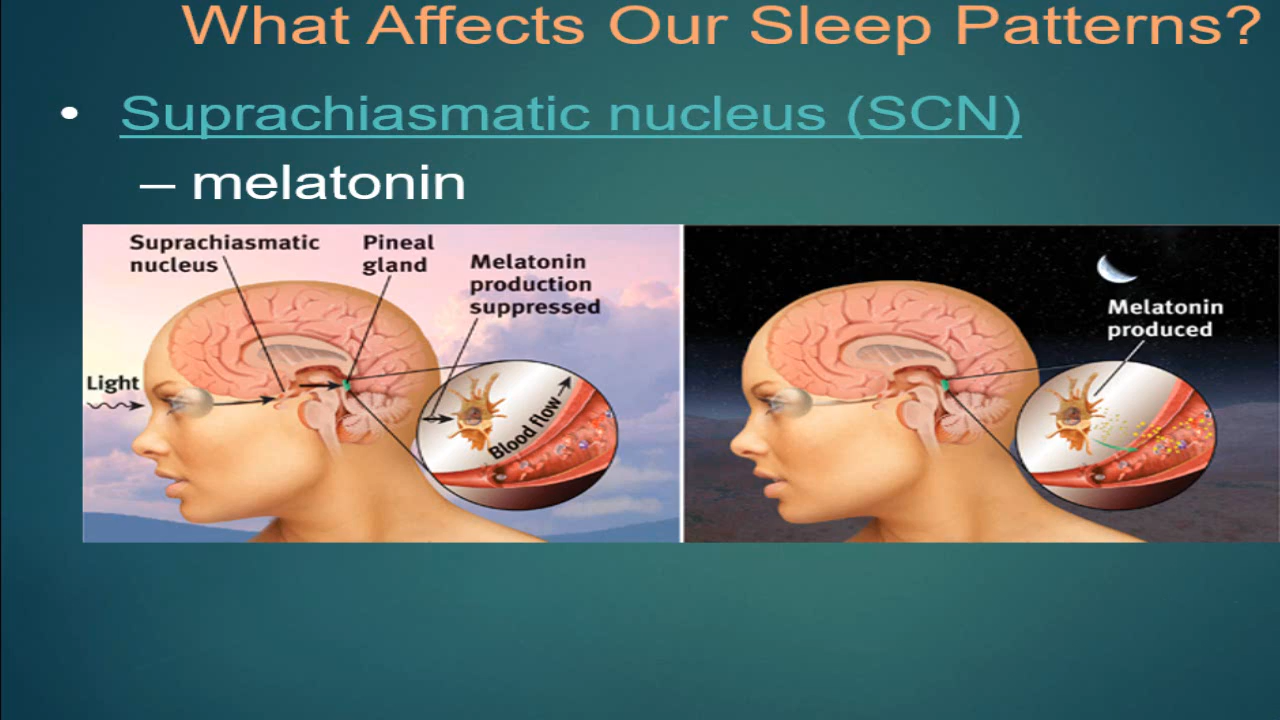 What Affects Our Sleep Patterns?
• Suprachiasmatic nucleus (SCN)
– melatonin
Suprachiasmatic
nucleus
Pineal
gland
Melatonin
production
suppressed
Light
Blood flow
Melatonin
produced